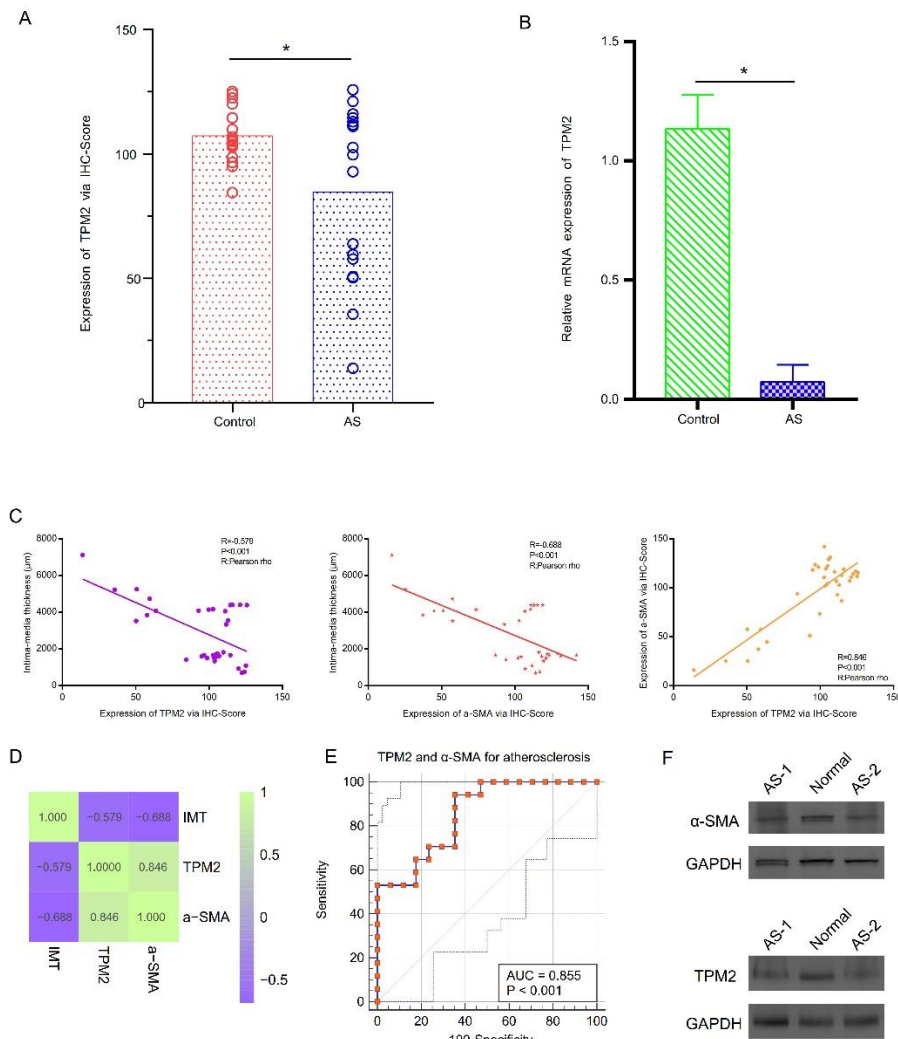 A
Expression of TPM2 via IHC-Score
150
100
50
0
*
Control
AS
B
Relative mRNA expression of TPM2
1.5
1.0
0.5
0.0
*
Control
AS
C
Intima-media thickness (μm)
8000
6000
4000
2000
0
R=-0.579
P<0.001
R:Pearson rho
0
50
100
150
Expression of TPM2 via IHC-Score
Intima-media thickness (μm)
8000
6000
4000
2000
0
R=-0.688
P<0.001
R:Pearson rho
0
50
100
150
Expression of a-SMA via IHC-Score
Expression of a-SMA via IHC-Score
150
100
50
0
R=0.846
P<0.001
R:Pearson rho
0
50
100
150
Expression of TPM2 via IHC-Score
D
1.000
−0.579
−0.688
IMT
−0.579
1.0000
0.846
TPM2
−0.688
0.846
1.000
a−SMA
IMT
TPM2
a−SMA
1
0.5
0
−0.5
E
TPM2 and α-SMA for atherosclerosis
Sensitivity
100
80
60
40
20
0
AUC = 0.855
P < 0.001
0
20
40
60
80
100
100-Specificity
F
AS-1
Normal
AS-2
α-SMA
GAPDH
AS-1
Normal
AS-2
TPM2
GAPDH